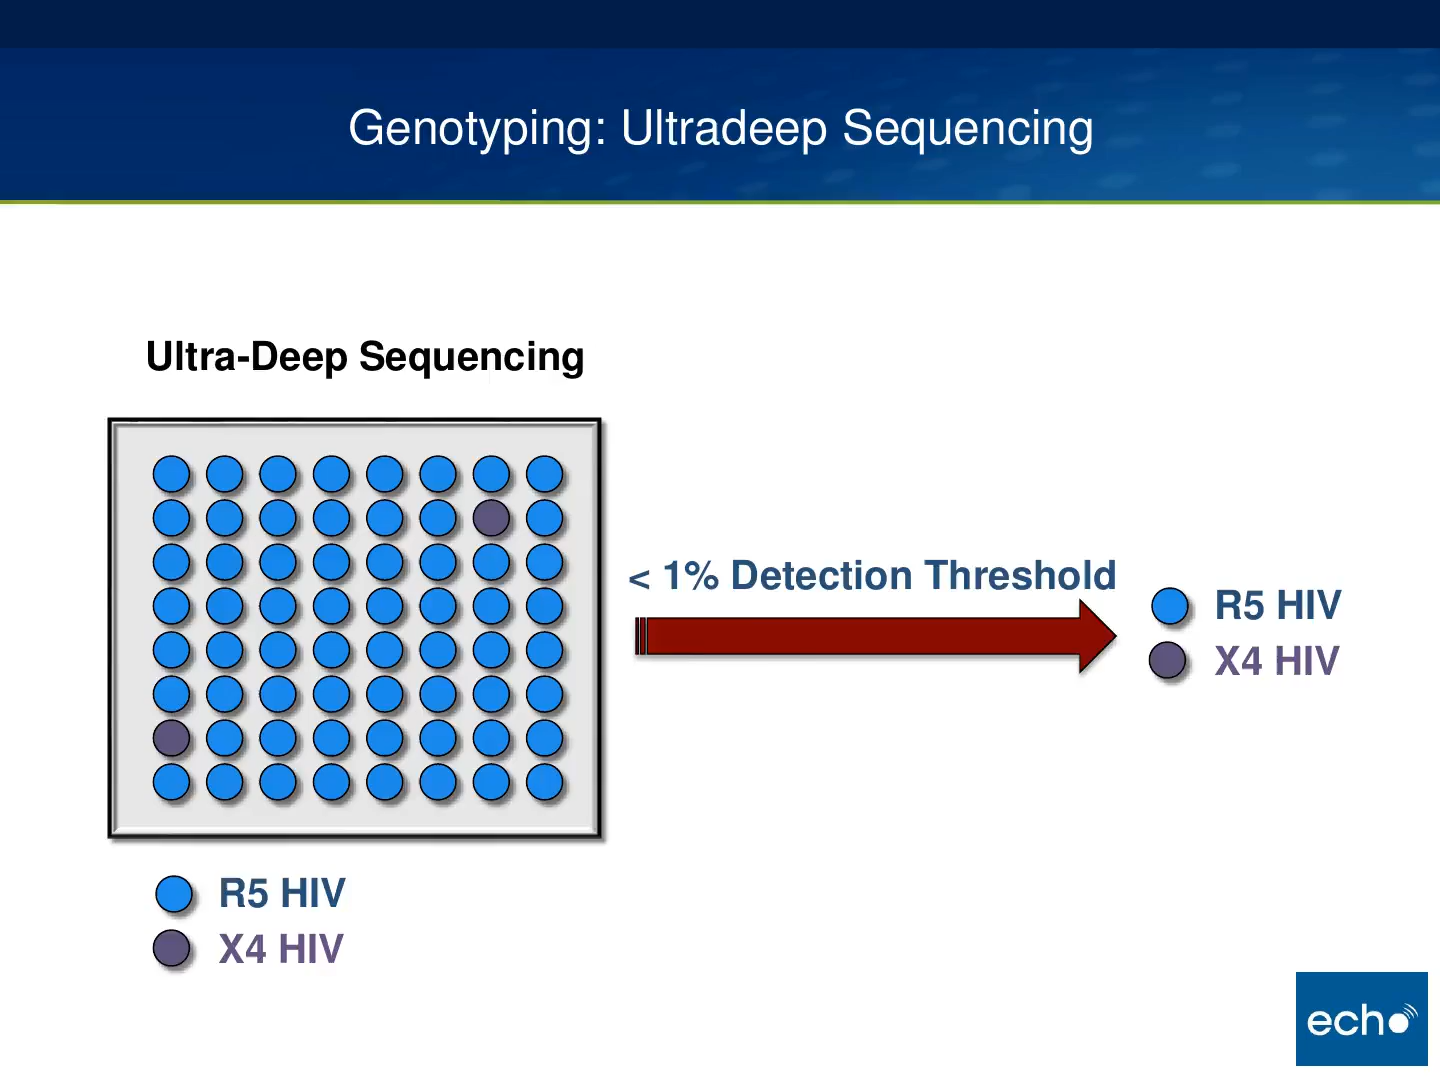 Genotyping: Ultradeep Sequencing
Ultra-Deep Sequencing
< 1% Detection Threshold
R5 HIV
X4 HIV
R5 HIV
X4 HIV
echo